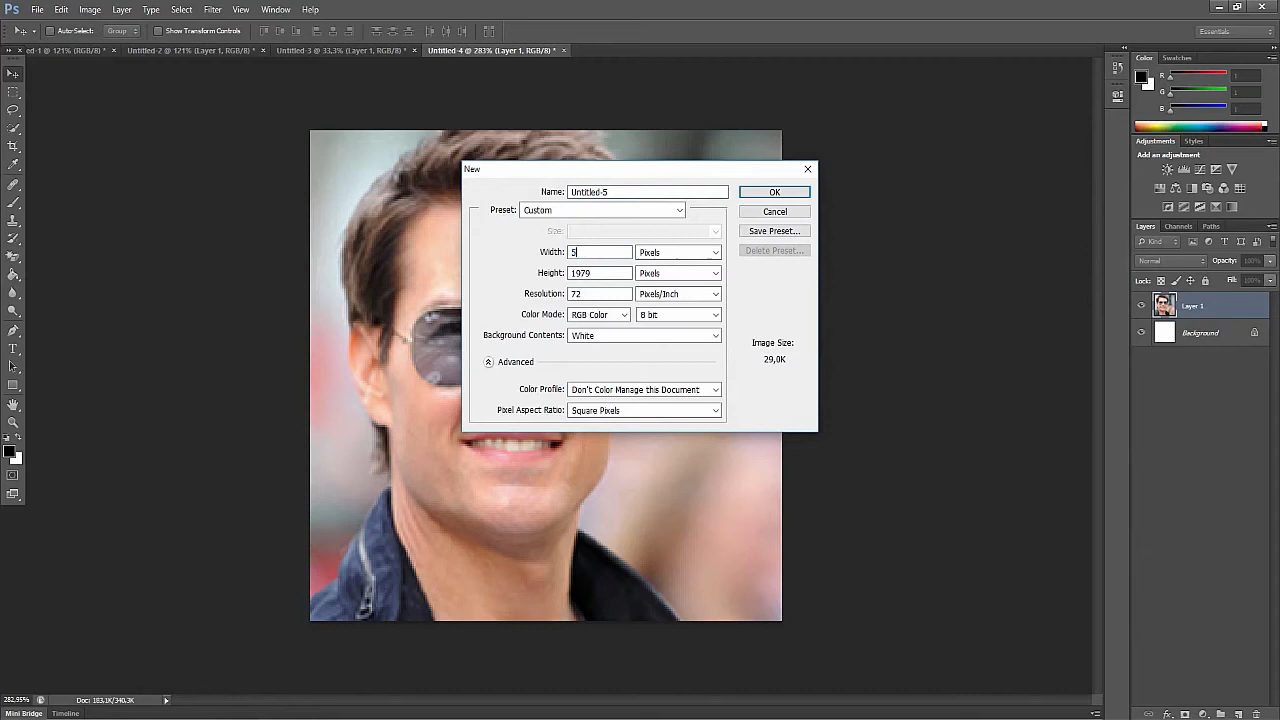 Ps File Edit Image Layer Type Select Filter View Window Help
Auto-Select: Group Show Transform Controls Essentials
ed-1 @ 121% (RGB/8) * × Untitled-2 @ 121% (Layer 1, RGB/8) * × Untitled-3 @ 33,3% (RGB/8) * × Untitled-4 @ 283% (Layer 1, RGB/8) * ×
Color Swatches
R 1
G 1
B 1
Adjustments Styles
Add an adjustment
Layers Channels Paths
Kind
Normal Opacity: 100%
Lock: Fill: 100%
Layer 1
Background
New
Name: Untitled-5 OK
Preset: Custom Cancel
Size: Save Preset...
Width: 5 Pixels Delete Preset...
Height: 1979 Pixels
Resolution: 72 Pixels/Inch
Color Mode: RGB Color 8 bit
Background Contents: White
Image Size:
29,0K
Advanced
Color Profile: Don't Color Manage this Document
Pixel Aspect Ratio: Square Pixels
282,95% Doc: 183,1K/340,3K
Mini Bridge Timeline